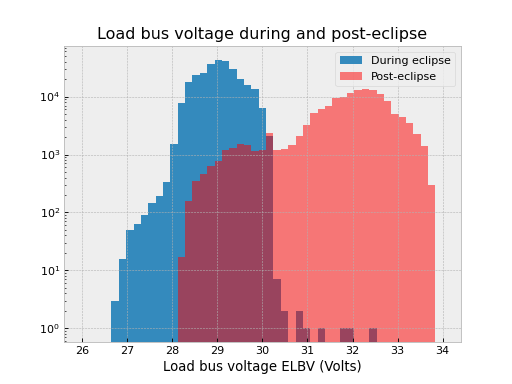 Load bus voltage during and post-eclipse
During eclipse
Post-eclipse
10⁴
10³
10²
10¹
10⁰
26 27 28 29 30 31 32 33 34
Load bus voltage ELBV (Volts)